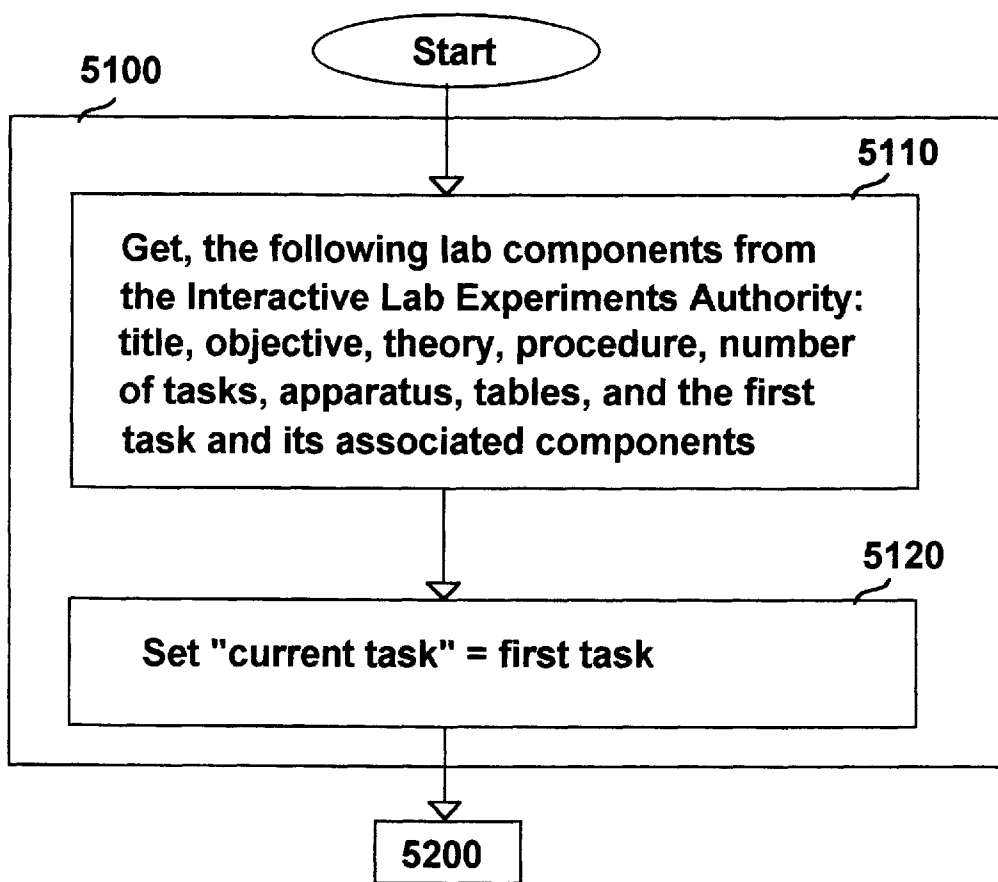 Start
5100
5110
Get, the following lab components from
the Interactive Lab Experiments Authority:
title, objective, theory, procedure, number
of tasks, apparatus, tables, and the first
task and its associated components
5120
Set "current task" = first task
5200